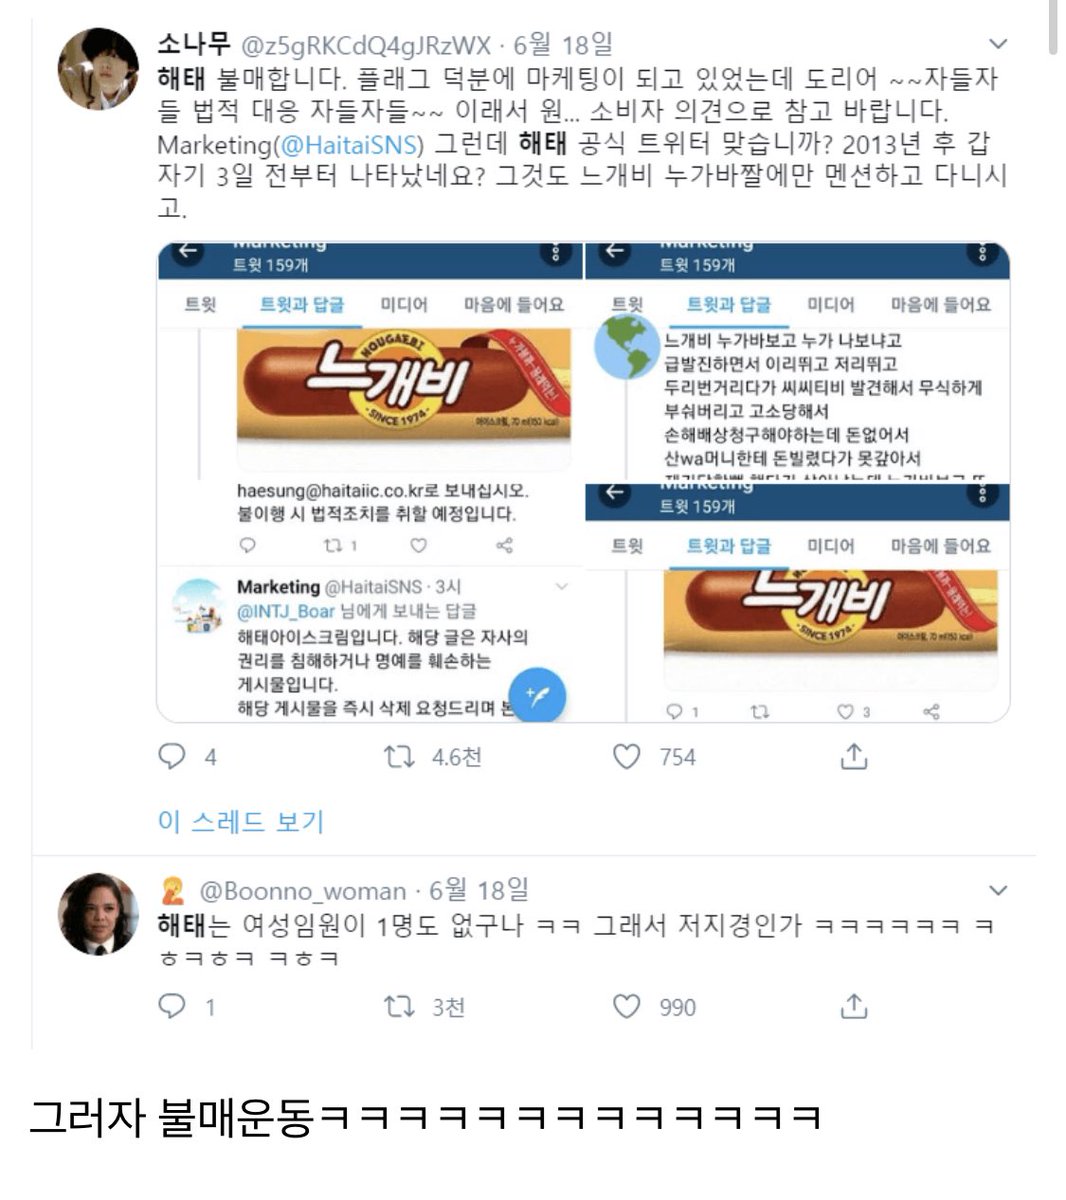 소나무 @z5gRKCdQ4gJRzWX · 6월 18일
해태 불매합니다. 플래그 덕분에 마케팅이 되고 있었는데 도리어 ~~자들자
들 법적 대응 자들자들~~ 이래서 원... 소비자 의견으로 참고 바랍니다.
Marketing(@HaitaiSNS) 그런데 해태 공식 트위터 맞습니까? 2013년 후 갑
자기 3일 전부터 나타났네요? 그것도 느개비 누가바짤에만 멘션하고 다니시
고.
Marketing
트윗 159개
트윗 트윗과 답글 미디어 마음에 들어요
NOUGABI
느개비
SINCE 1974
haesung@haitaiic.co.kr로 보내십시오.
불이행 시 법적조치를 취할 예정입니다.
1
Marketing @HaitaiSNS · 3시
@INTJ_Boar 님에게 보내는 답글
해태아이스크림입니다. 해당 글은 자사의
권리를 침해하거나 명예를 훼손하는
게시물입니다.
해당 게시물을 즉시 삭제 요청드리며
Marketing
트윗 159개
트윗 트윗과 답글 미디어 마음에 들어요
느개비 누가바보고 누가 나보냐고
급발진하면서 이리뛰고 저리뛰고
두리번거리다가 씨씨티비 발견해서 무식하게
부숴버리고 고소당해서
손해배상청구해야하는데 돈없어서
산wa머니한테 돈빌렸다가 못갚아서
Marketing
트윗 159개
트윗 트윗과 답글 미디어 마음에 들어요
느개비
SINCE 1974
1 3
4 4.6천 754
이 스레드 보기
@Boonno_woman · 6월 18일
해태는 여성임원이 1명도 없구나 ㅋㅋ 그래서 저지경인가 ㅋㅋㅋㅋㅋㅋ ㅋ
ㅎㅋㅎㅋ ㅋㅎㅋ
1 3천 990
그러자 불매운동ㅋㅋㅋㅋㅋㅋㅋㅋㅋㅋㅋㅋㅋ